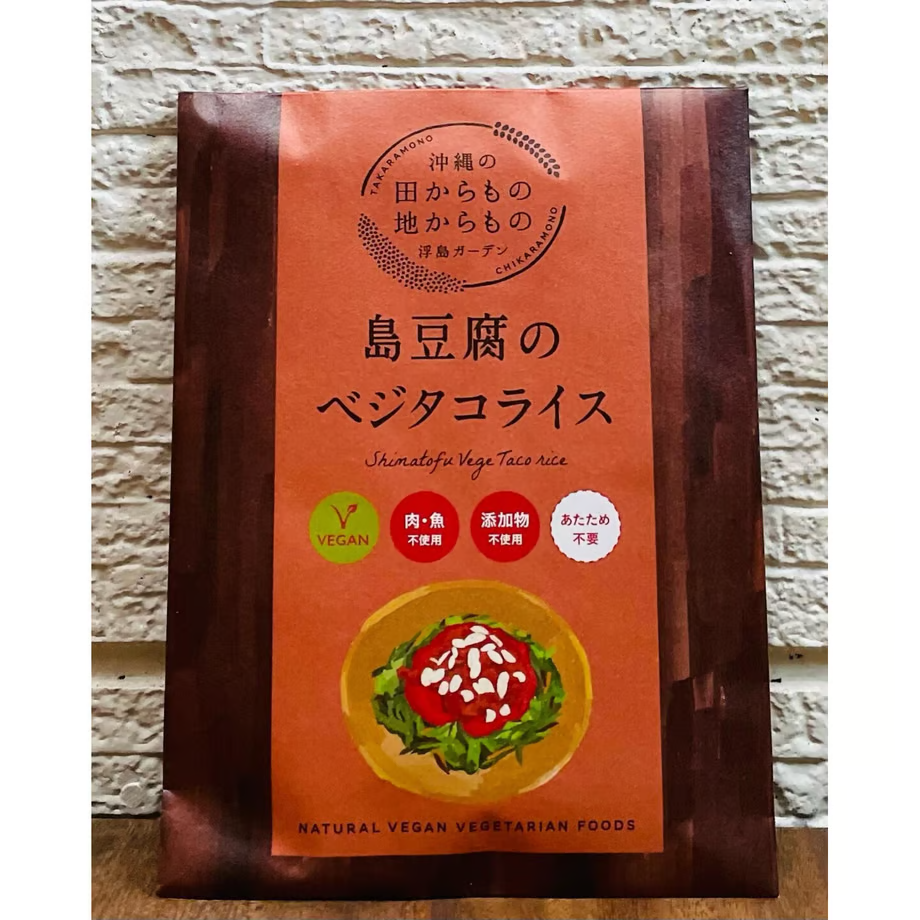 TAKARAMONO
沖縄の
田からもの
地からもの
浮島ガーデン
CHIKARAMONO
島豆腐の
ベジタコライス
Shimatofu Vege Taco rice
VEGAN
肉・魚
不使用
添加物
不使用
あたため
不要
NATURAL VEGAN VEGETARIAN FOODS